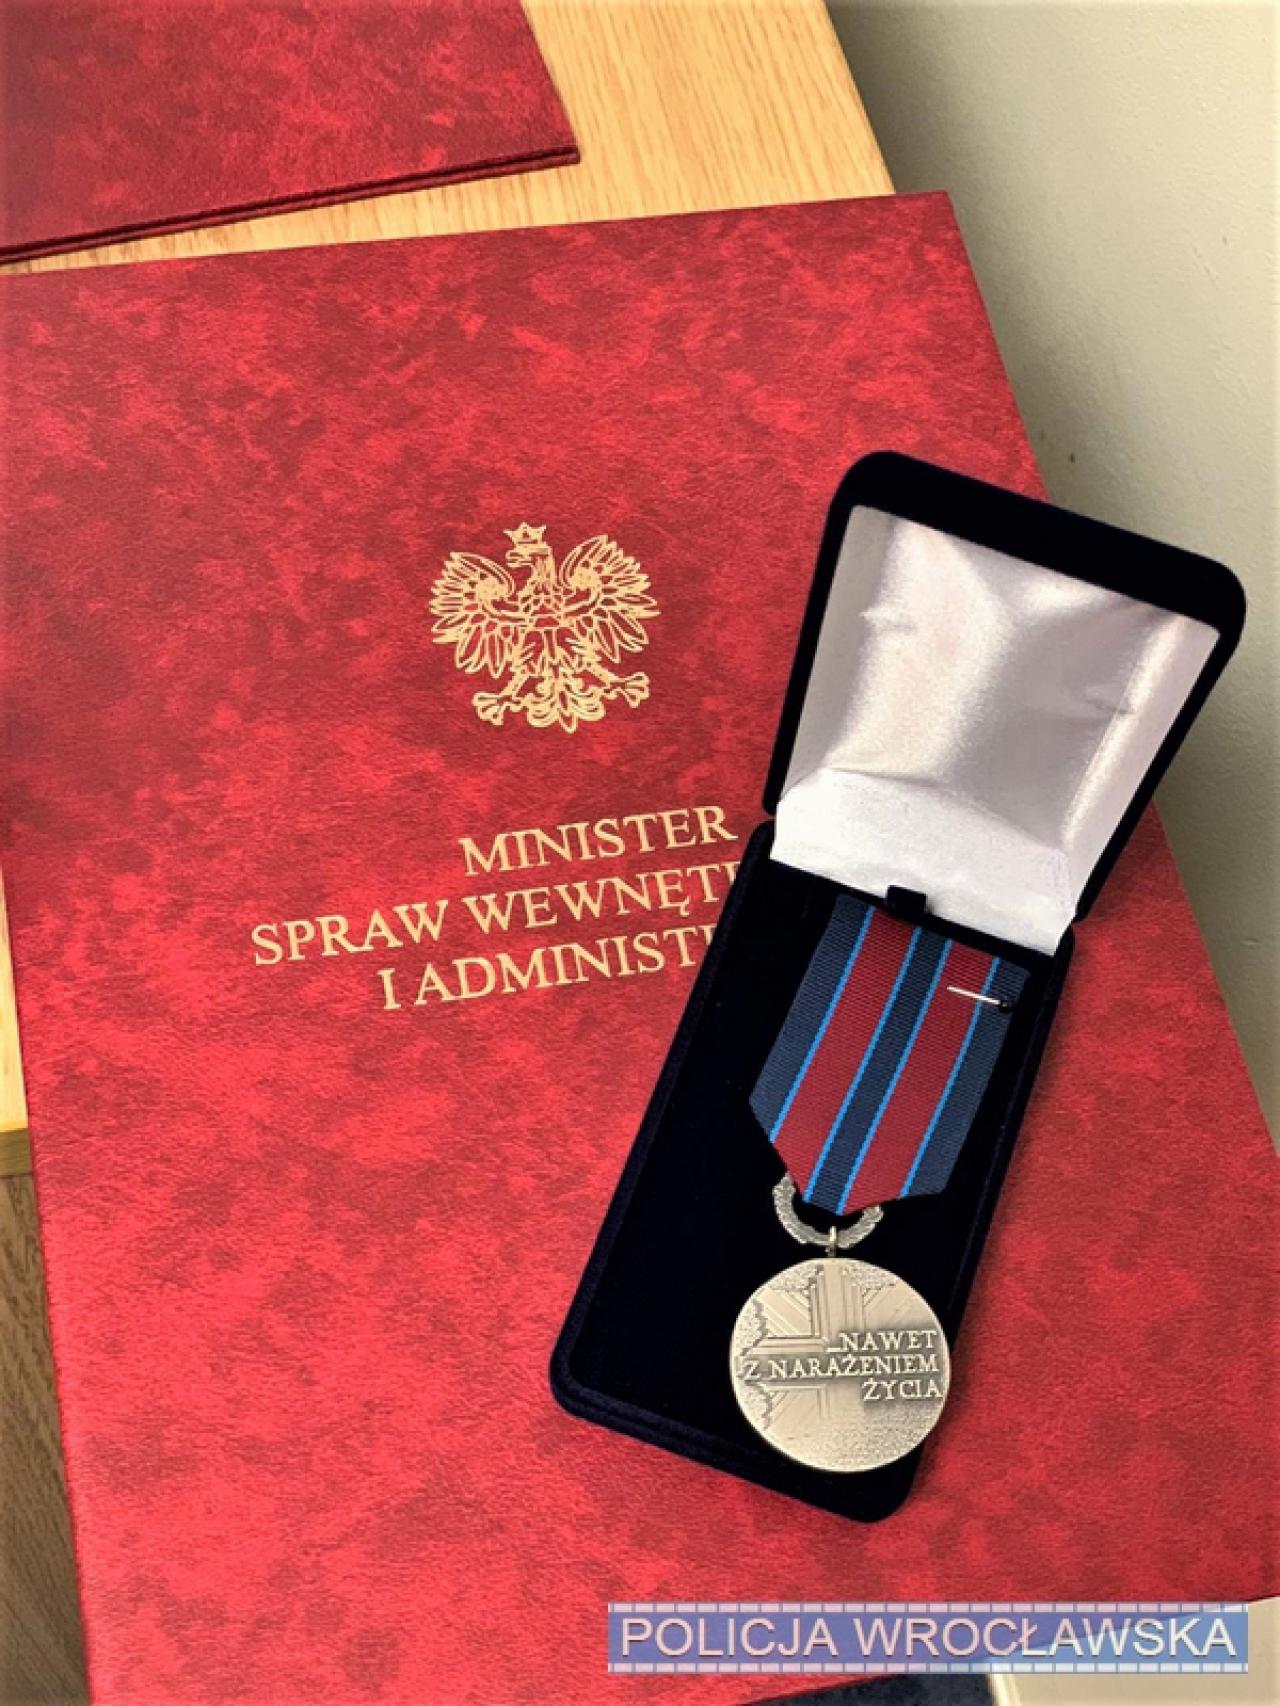 MINISTER
SPRAW WEWNĘT
I ADMINIST
NAWET
Z NARAŻENIEM
ŻYCIA
POLICJA WROCŁAWSKA